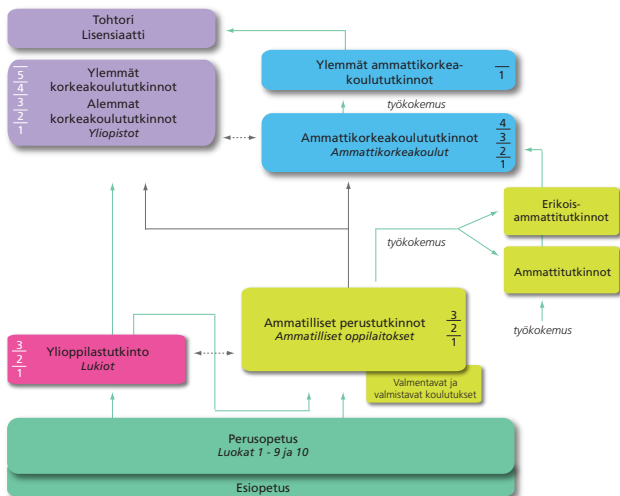 Tohtori
Lisensiaatti
5
4
3
2
1
Ylemmät
korkeakoulututkinnot
Alemmat
korkeakoulututkinnot
Yliopistot
Ylemmät ammattikorkea-
koulututkinnot
1
työkokemus
Ammattikorkeakoulututkinnot
Ammattikorkeakoulut
4
3
2
1
Erikois-
ammattitutkinnot
työkokemus
Ammattitutkinnot
työkokemus
Ammatilliset perustutkinnot
Ammatilliset oppilaitokset
3
2
1
3
2
1
Ylioppilastutkinto
Lukiot
Valmentavat ja
valmistavat koulutukset
Perusopetus
Luokat 1 - 9 ja 10
Esiopetus